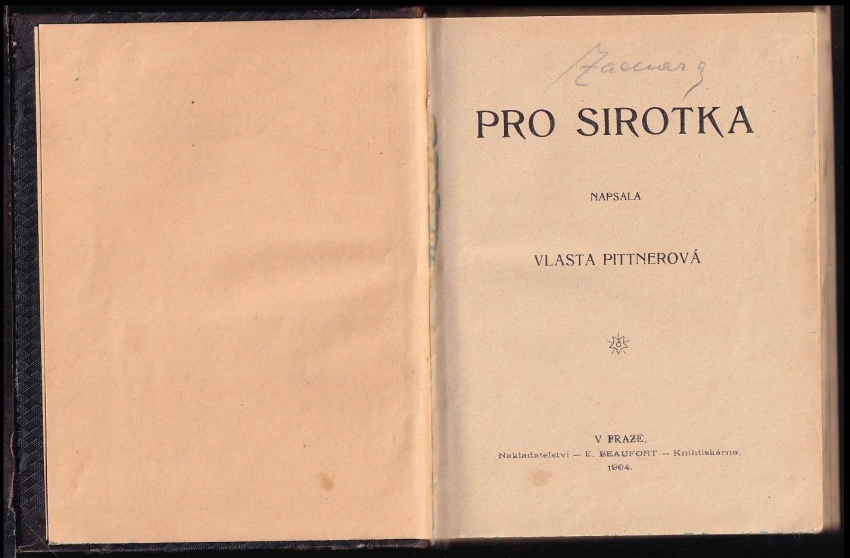 PRO SIROTKA
NAPSALA
VLASTA PITTNEROVÁ
V PRAZE.
Nakladatelství — E. BEAUFORT — Knihtiskárna.
1904.